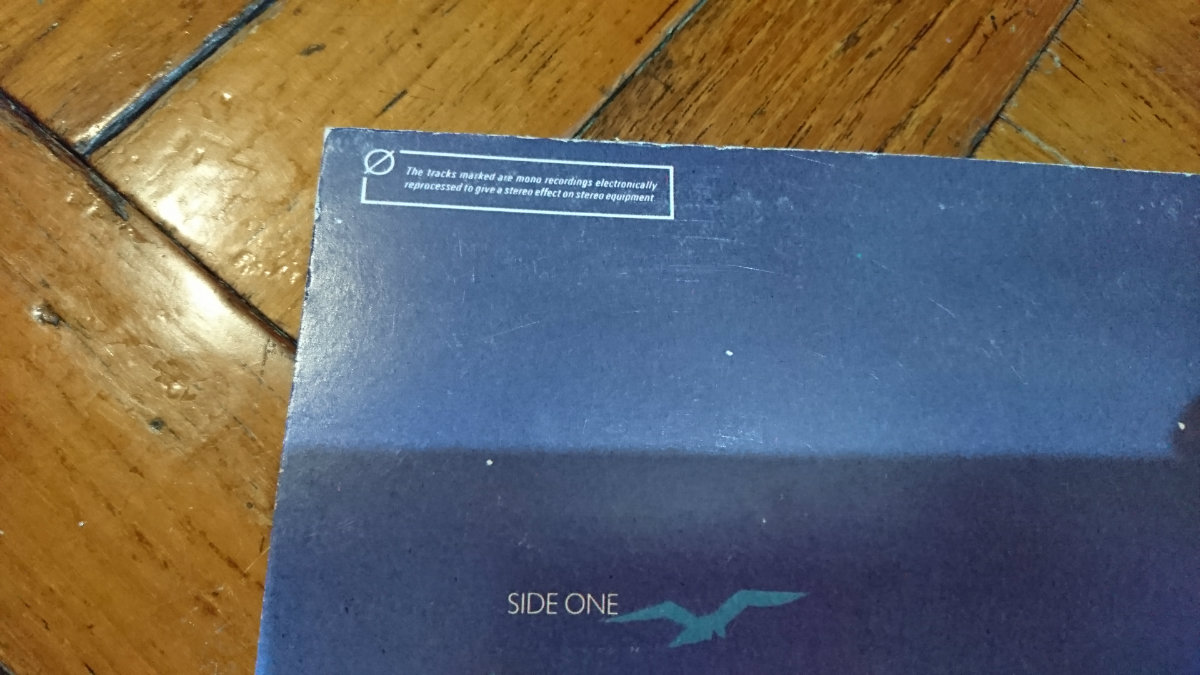 The tracks marked are mono recordings electronically
reprocessed to give a stereo effect on stereo equipment
SIDE ONE